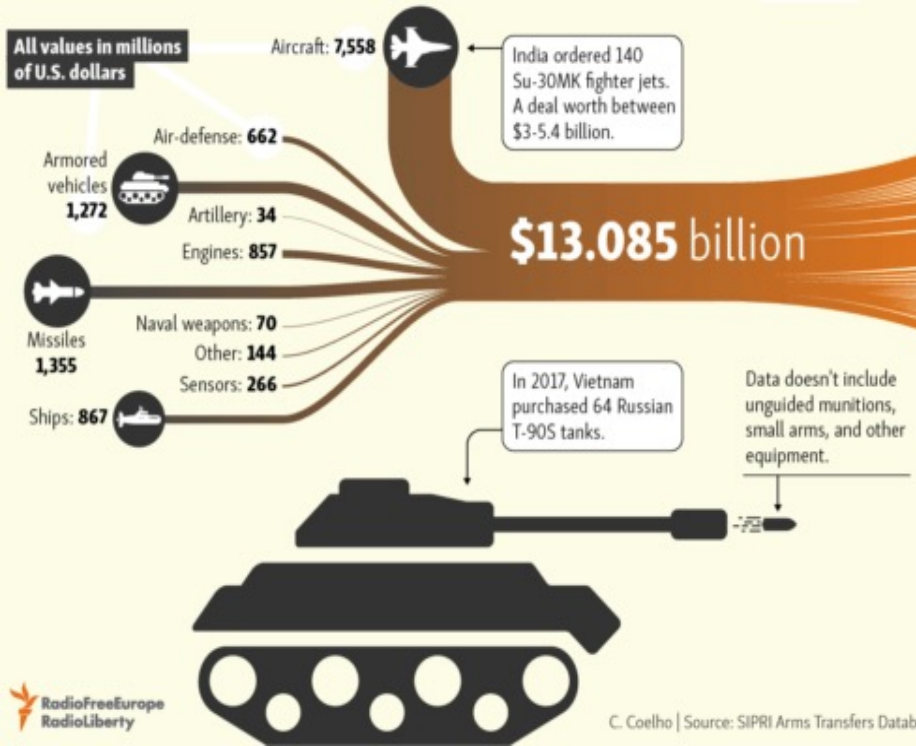 All values in millions
of U.S. dollars
Aircraft: 7,558
India ordered 140
Su-30MK fighter jets.
A deal worth between
$3-5.4 billion.
Air-defense: 662
Armored
vehicles
1,272
Artillery: 34
Engines: 857
$13.085 billion
Missiles
1,355
Naval weapons: 70
Other: 144
Sensors: 266
Ships: 867
In 2017, Vietnam
purchased 64 Russian
T-90S tanks.
Data doesn't include
unguided munitions,
small arms, and other
equipment.
RadioFreeEurope
RadioLiberty
C. Coelho | Source: SIPRI Arms Transfers Datab